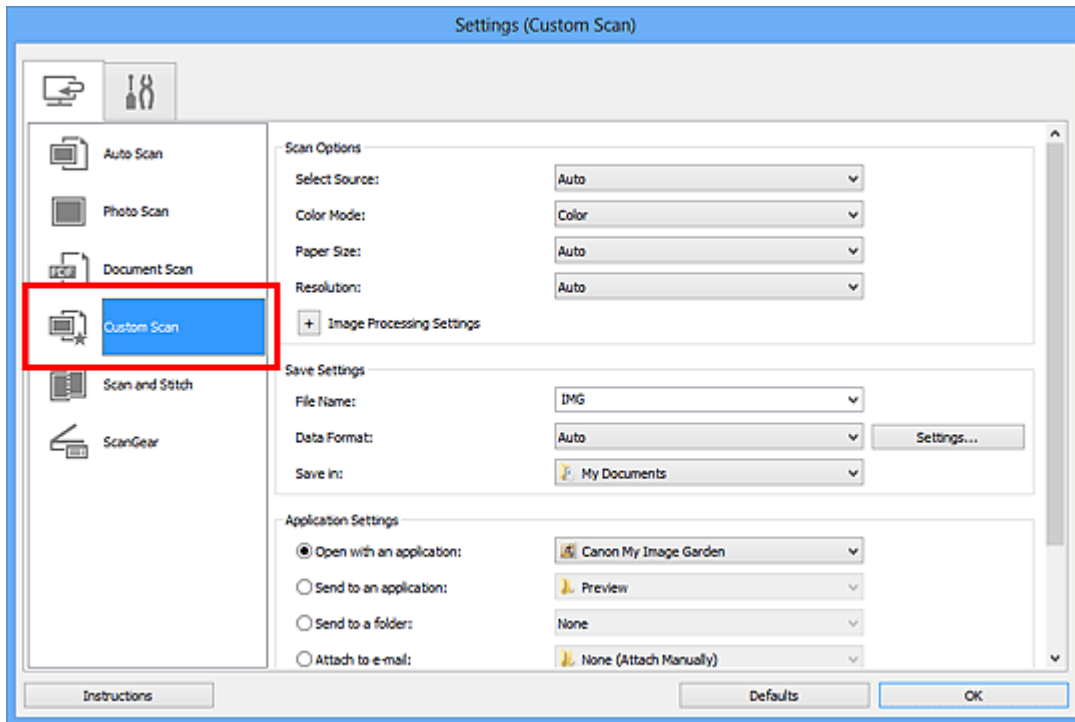 Settings (Custom Scan)
Auto Scan
Photo Scan
Document Scan
Custom Scan
Scan and Stitch
ScanGear
Scan Options
Select Source: Auto
Color Mode: Color
Paper Size: Auto
Resolution: Auto
+ Image Processing Settings
Save Settings
File Name: IMG
Data Format: Auto Settings...
Save in: My Documents
Application Settings
Open with an application: Canon My Image Garden
Send to an application: Preview
Send to a folder: None
Attach to e-mail: None (Attach Manually)
Instructions Defaults OK